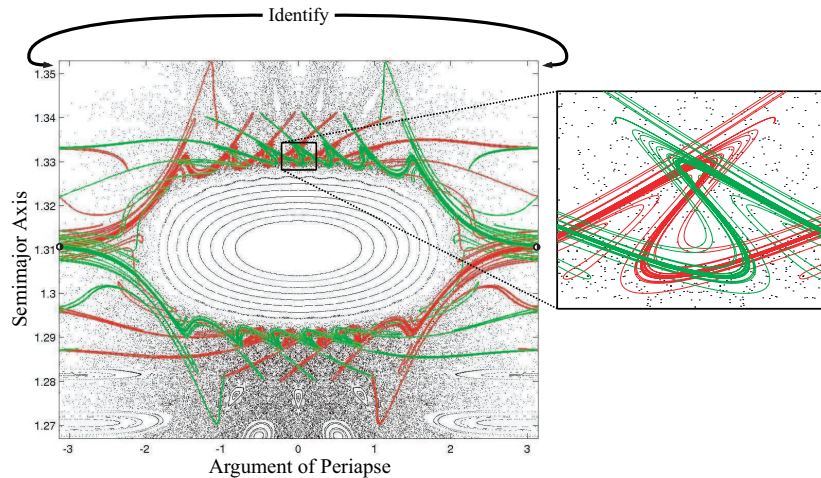 Identify
1.35
1.34
1.33
1.32
1.310
1.3
1.29
1.28
1.27
Semimajor Axis
-3 -2 -1 0 1 2 3
Argument of Periapse